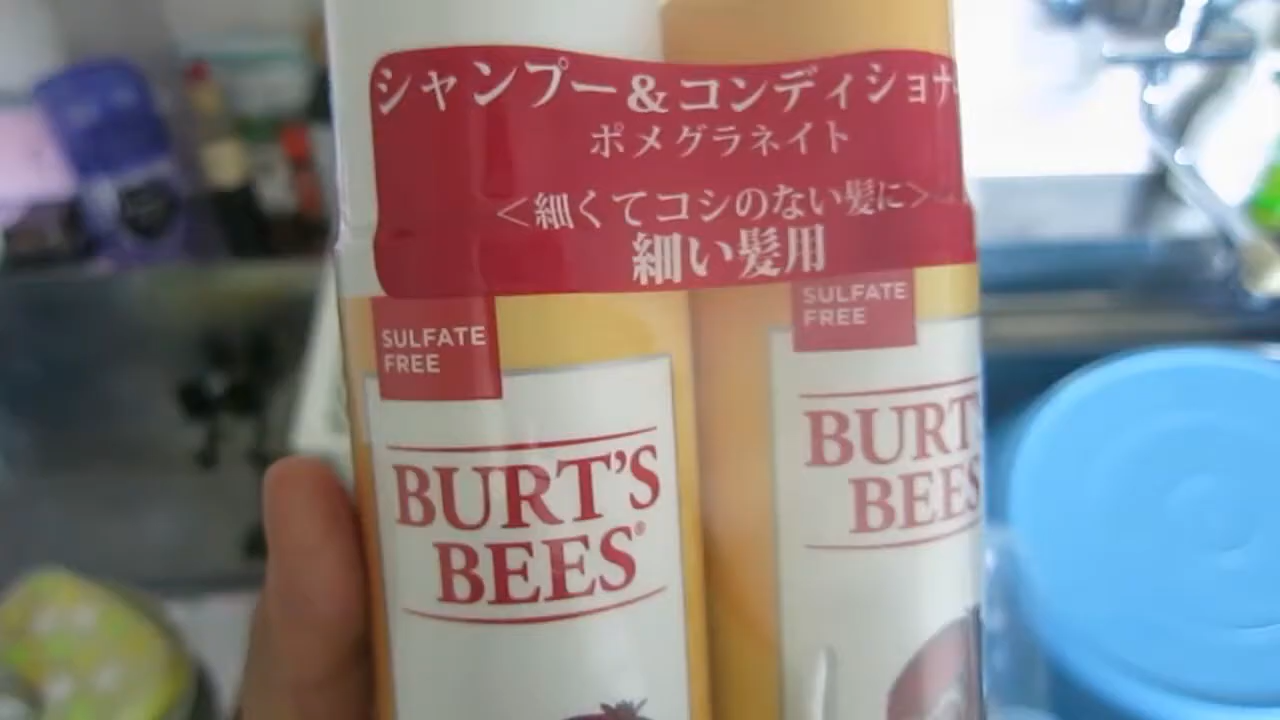 シャンプー&コンディショナ
ポメグラネイト
<細くてコシのない髪に>
細い髪用
SULFATE
FREE
BURT'S
BEES®
SULFATE
FREE
BURT'
BEES